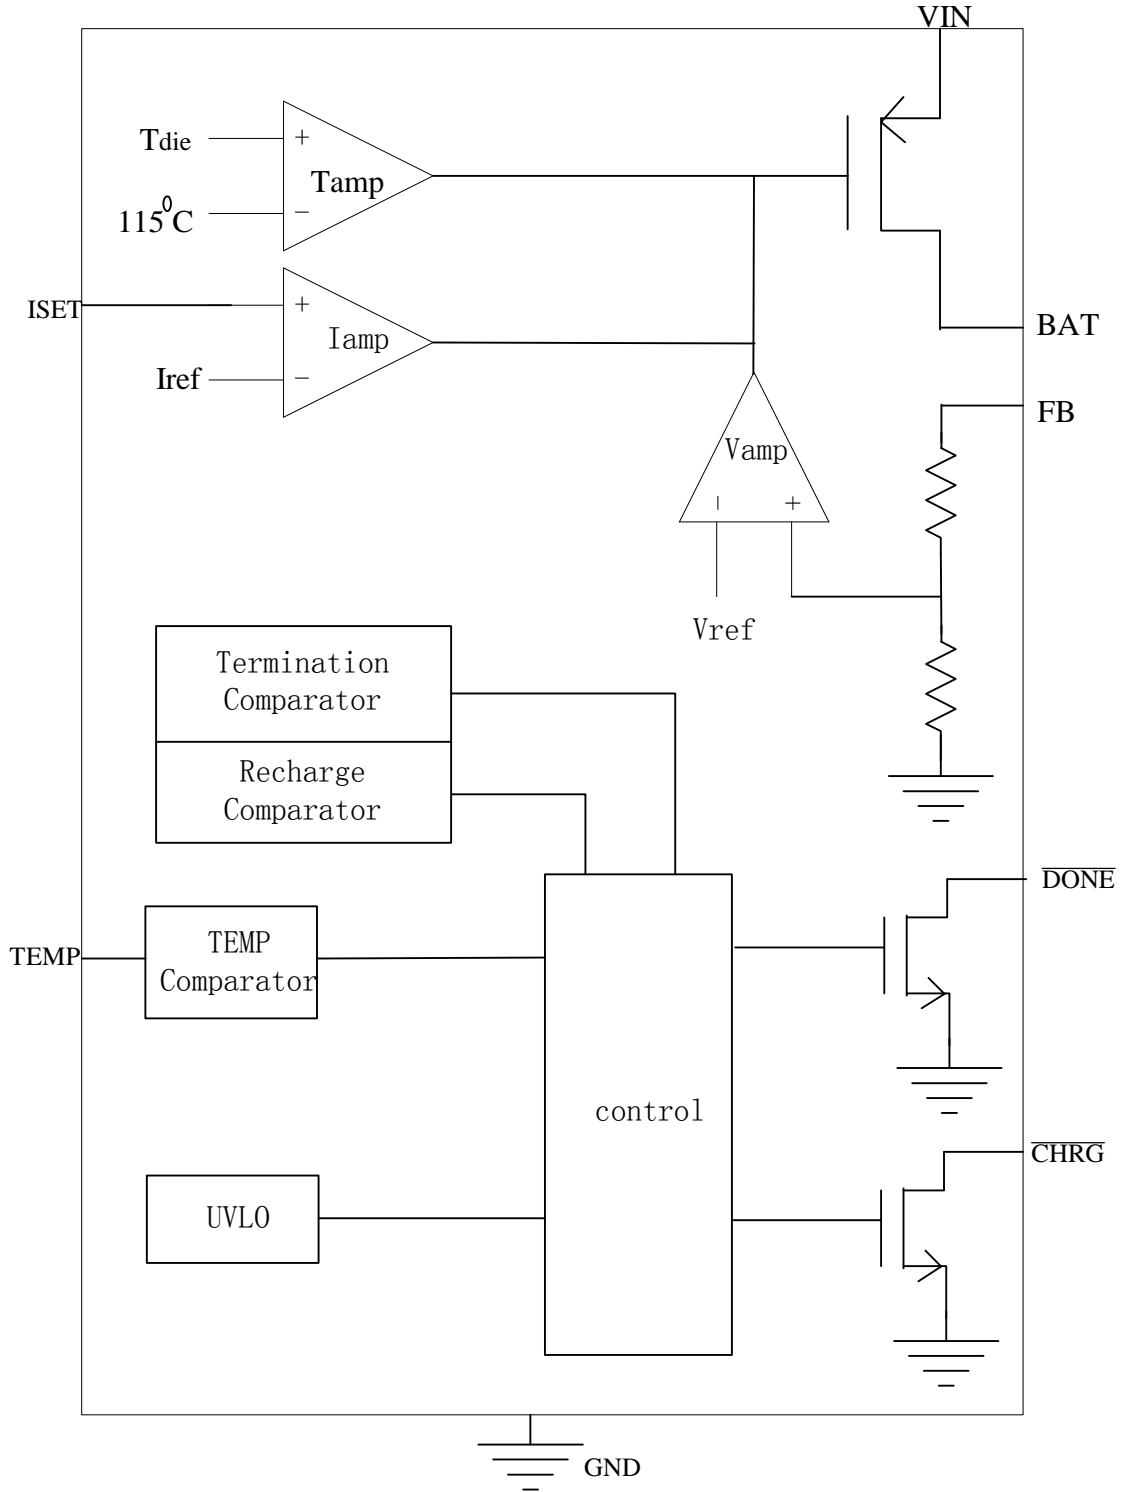 VIN
Tdie
+
Tamp
115⁰C
−
ISET
+
Iamp
Iref
−
BAT
FB
Vamp
− +
Vref
Termination
Comparator
Recharge
Comparator
DONE
TEMP
TEMP
Comparator
control
CHRG
UVLO
GND